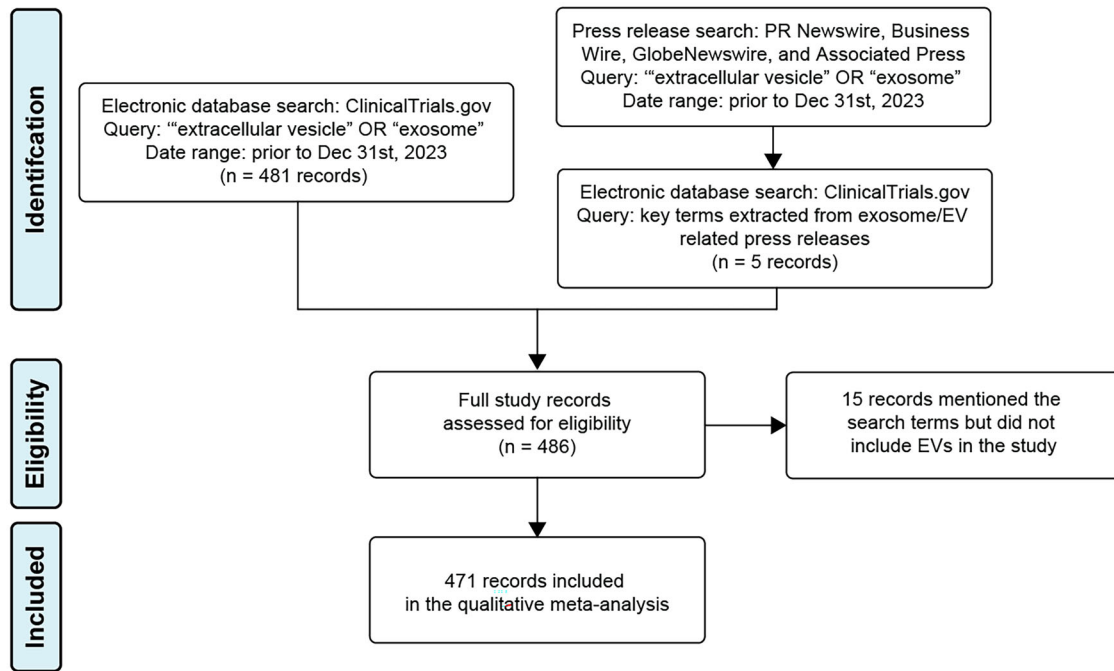 Identifcation
Electronic database search: ClinicalTrials.gov
Query: ‘“extracellular vesicle” OR “exosome”
Date range: prior to Dec 31st, 2023
(n = 481 records)
Press release search: PR Newswire, Business
Wire, GlobeNewswire, and Associated Press
Query: ‘“extracellular vesicle” OR “exosome”
Date range: prior to Dec 31st, 2023
Electronic database search: ClinicalTrials.gov
Query: key terms extracted from exosome/EV
related press releases
(n = 5 records)
Eligibility
Full study records
assessed for eligibility
(n = 486)
15 records mentioned the
search terms but did not
include EVs in the study
Included
471 records included
in the qualitative meta-analysis